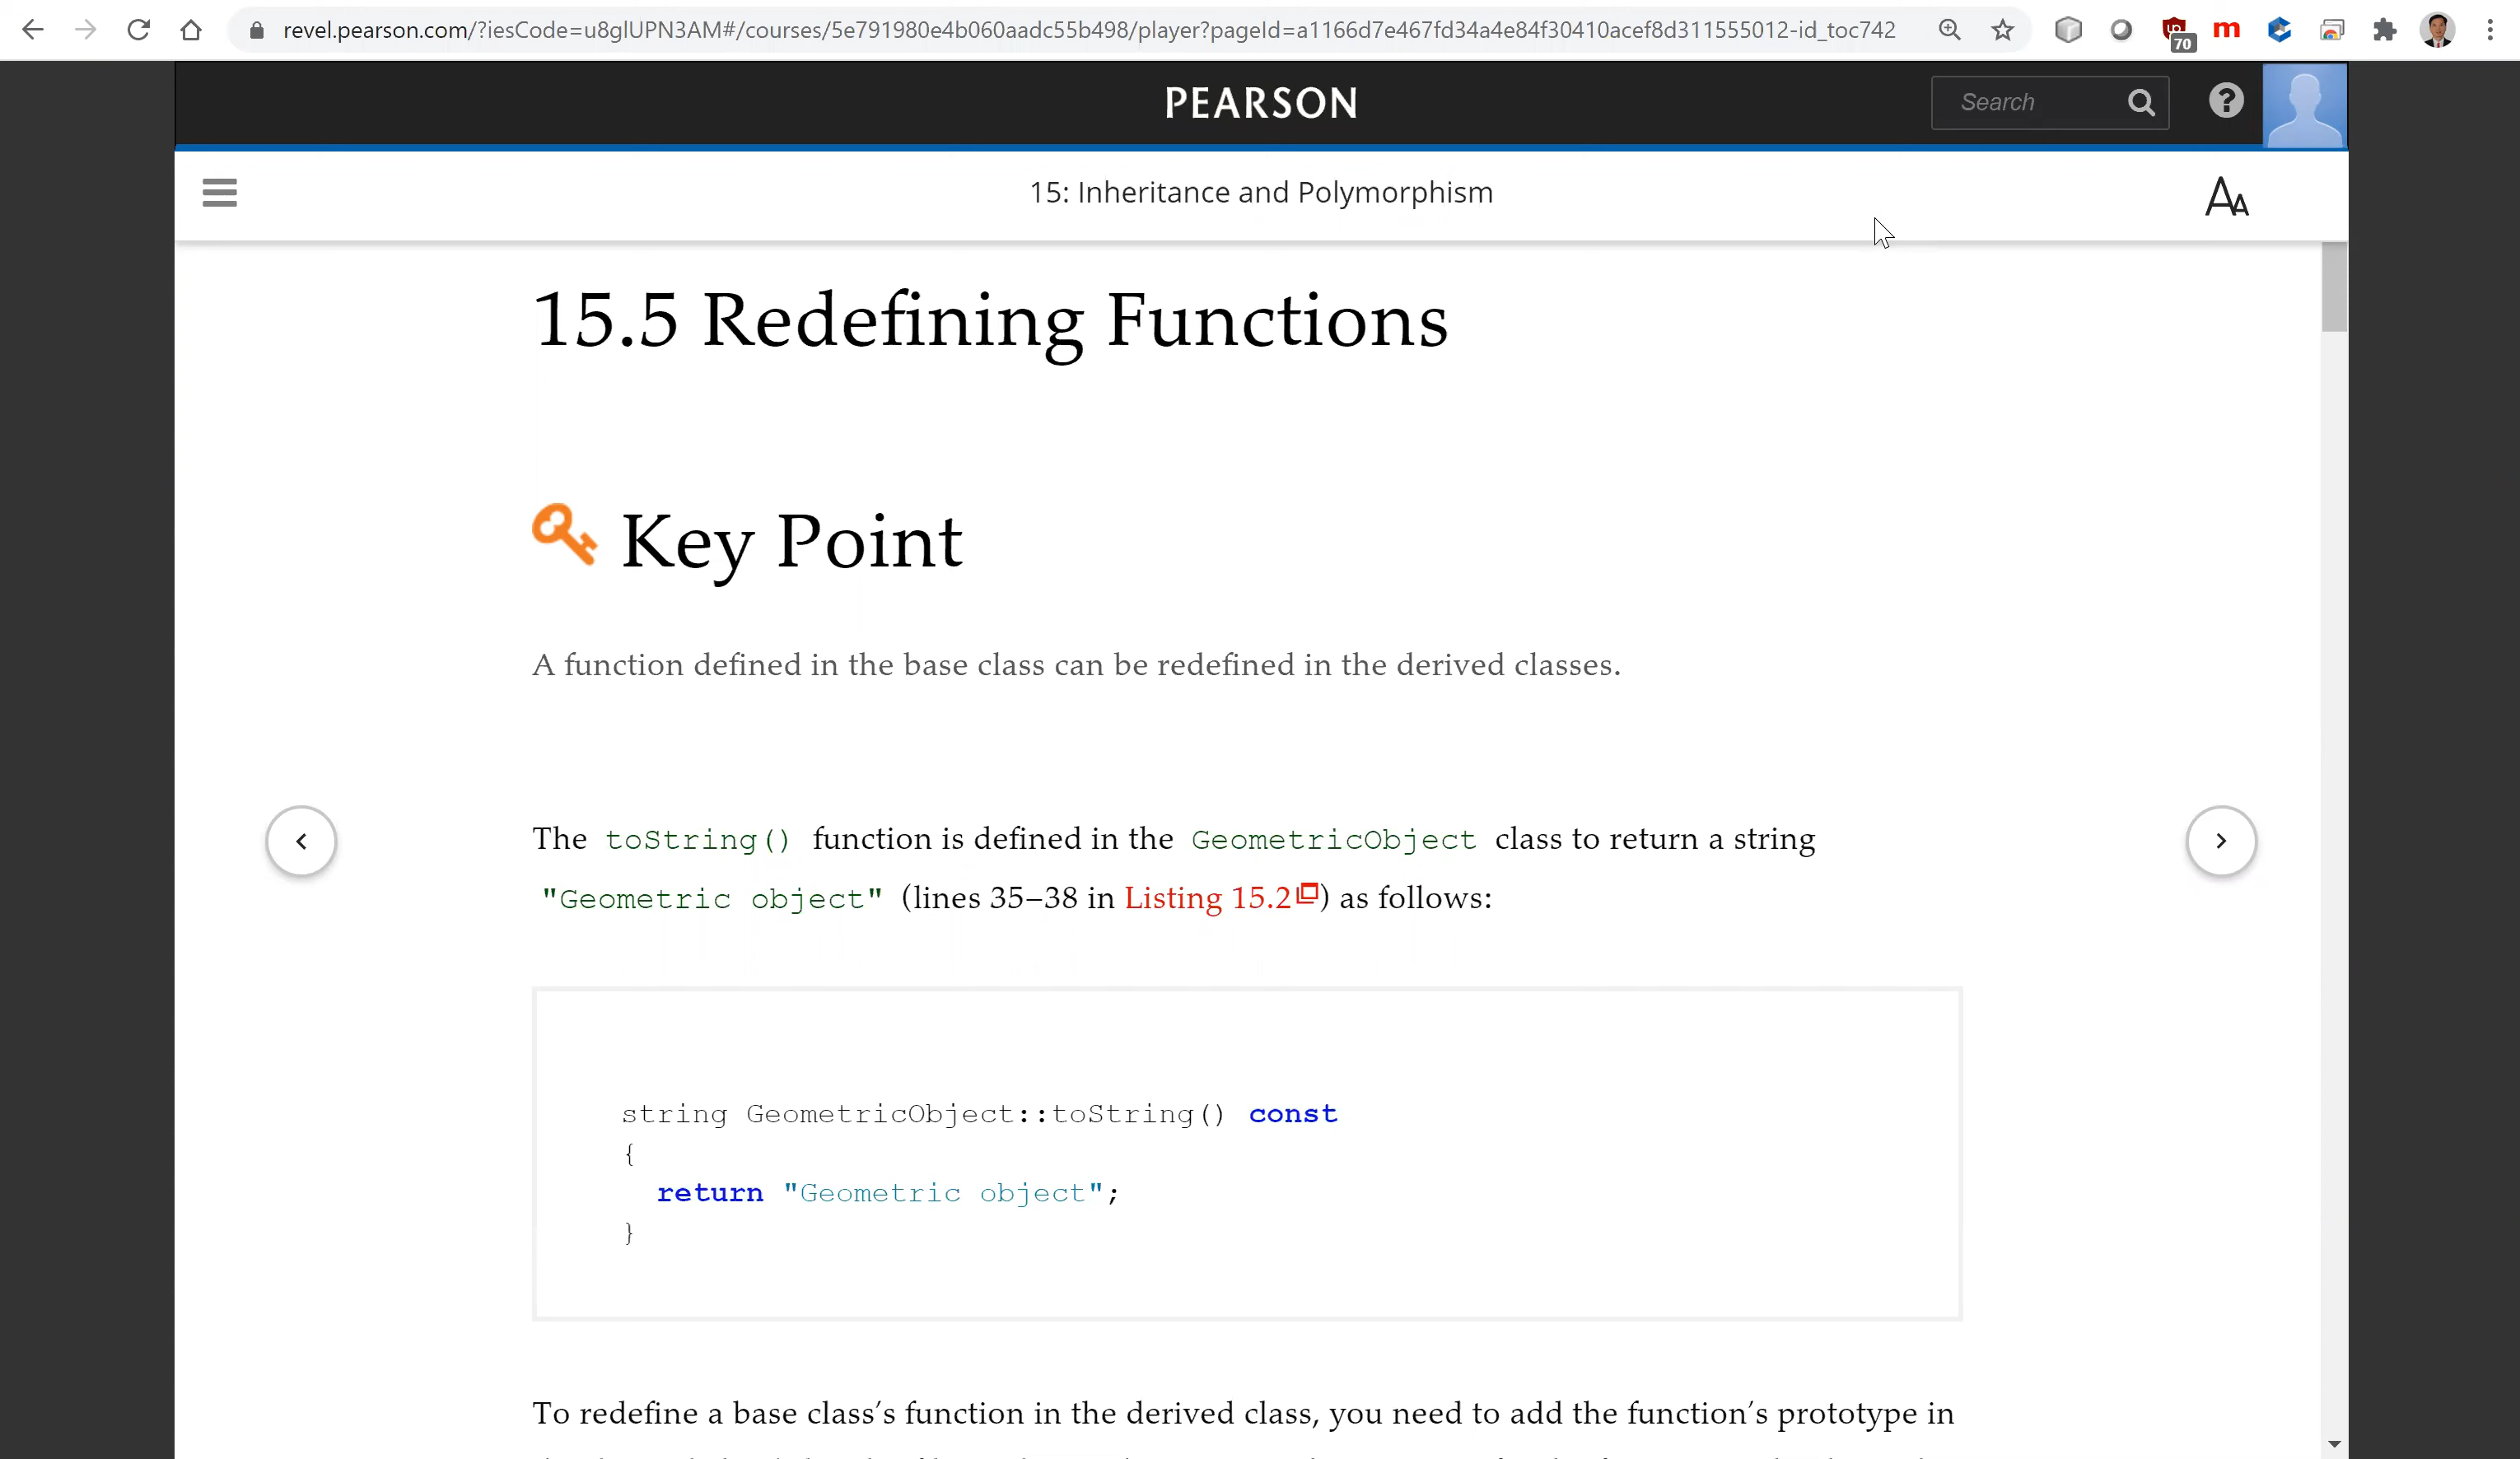 revel.pearson.com/?iesCode=u8glUPN3AM#/courses/5e791980e4b060aadc55b498/player?pageId=a1166d7e467fd34a4e84f30410acef8d311555012-id_toc742
70
m
PEARSON
Search
?
15: Inheritance and Polymorphism
AA
15.5 Redefining Functions
Key Point
A function defined in the base class can be redefined in the derived classes.
The toString() function is defined in the GeometricObject class to return a string
"Geometric object" (lines 35–38 in Listing 15.2) as follows:
string GeometricObject::toString() const
{
return "Geometric object";
}
To redefine a base class’s function in the derived class, you need to add the function’s prototype in